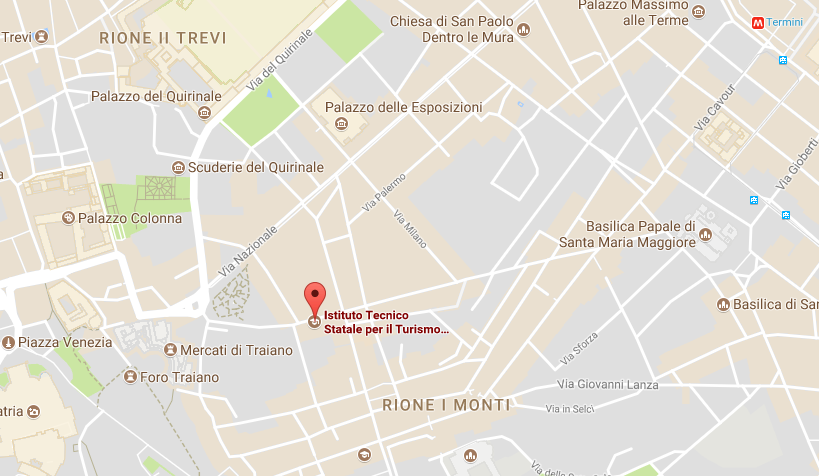 Palazzo Massimo
alle Terme
Termini
Chiesa di San Paolo
Dentro le Mura
Trevi
RIONE II TREVI
Via del Quirinale
Palazzo del Quirinale
Palazzo delle Esposizioni
Via Cavour
Via Gioberti
Scuderie del Quirinale
Via Palermo
Palazzo Colonna
Via Milano
Via Nazionale
Basilica Papale di
Santa Maria Maggiore
Istituto Tecnico
Statale per il Turismo...
Basilica di San
Piazza Venezia
Mercati di Traiano
Via Sforza
Foro Traiano
Via Giovanni Lanza
RIONE I MONTI
Via in Selci
atria
Via delle